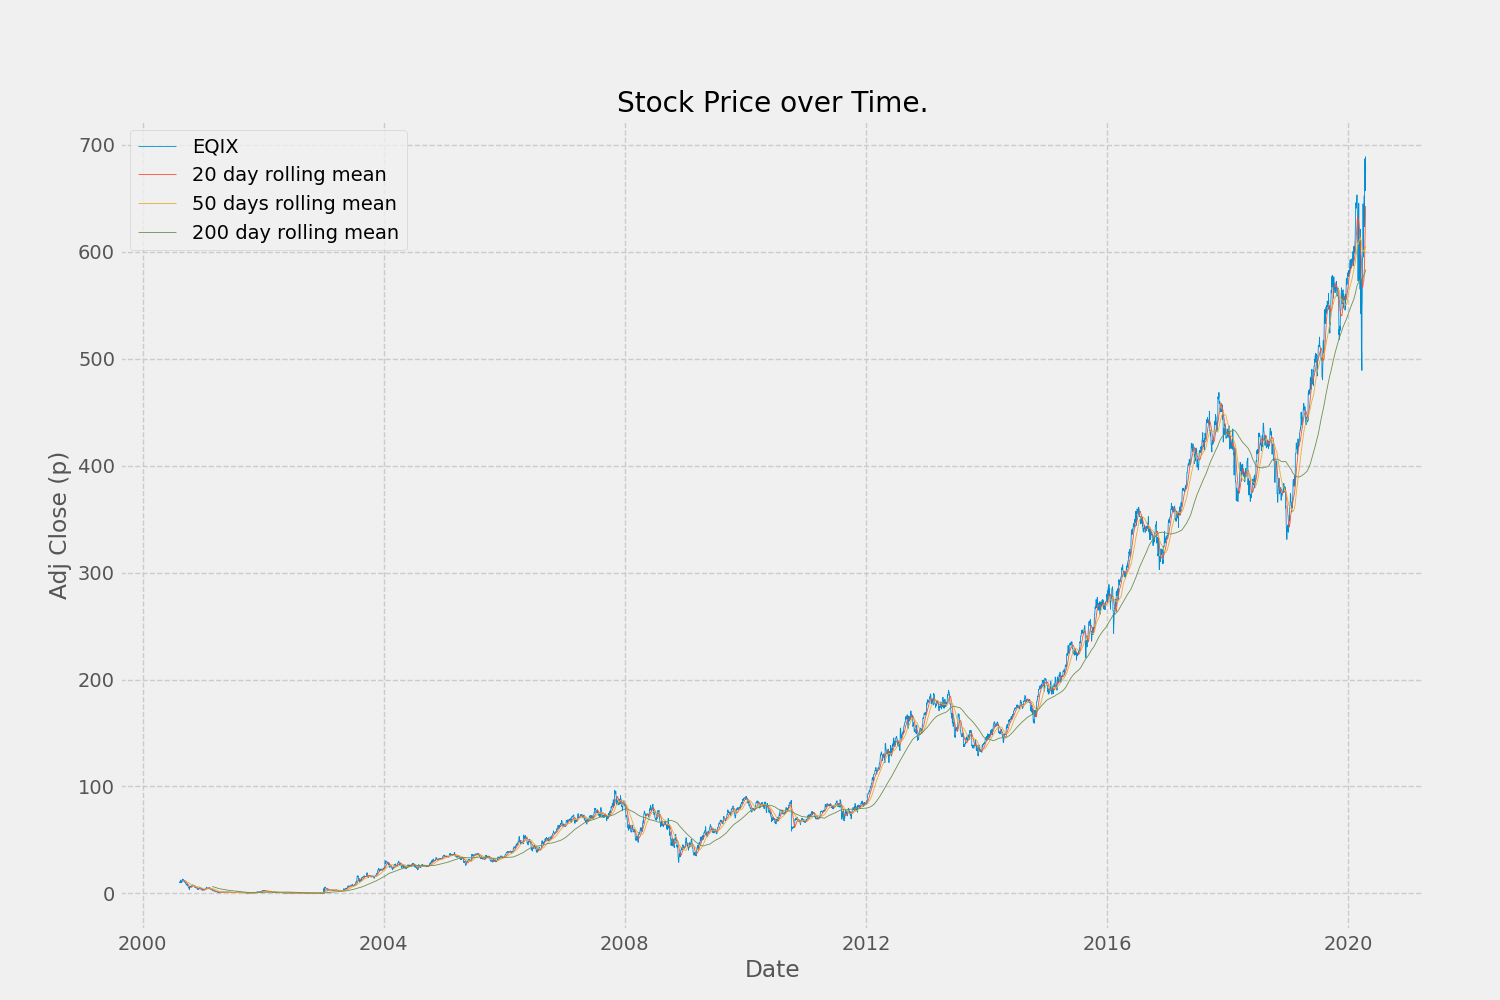 Stock Price over Time.
EQIX
20 day rolling mean
50 days rolling mean
200 day rolling mean
700
600
500
400
300
200
100
0
Adj Close (p)
2000 2004 2008 2012 2016 2020
Date